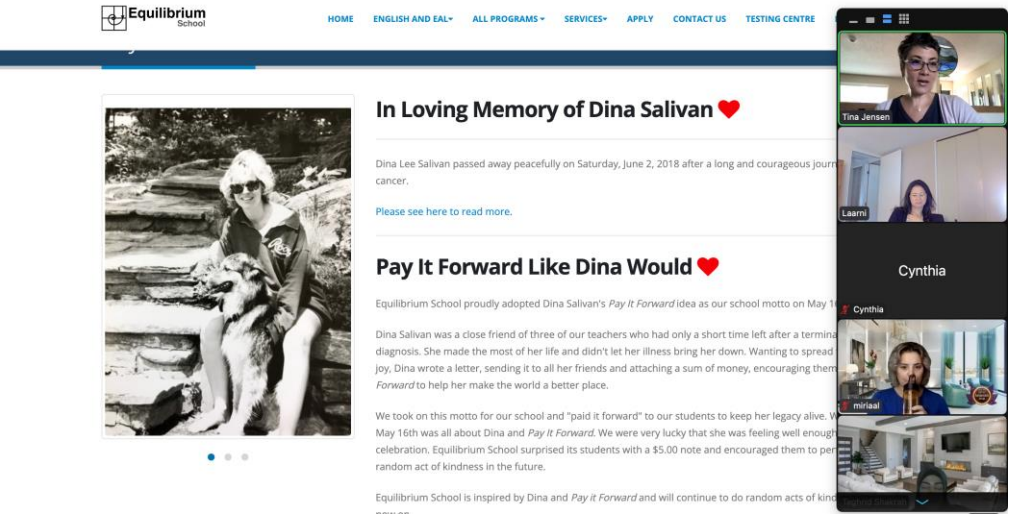 Equilibrium
School
HOME ENGLISH AND EAL ALL PROGRAMS SERVICES APPLY CONTACT US TESTING CENTRE
In Loving Memory of Dina Salivan
Dina Lee Salivan passed away peacefully on Saturday, June 2, 2018 after a long and courageous
cancer.
Please see here to read more.
Pay It Forward Like Dina Would
Equilibrium School proudly adopted Dina Salivan's Pay It Forward idea as our school motto on May
Dina Salivan was a close friend of three of our teachers who had only a short time left after a
diagnosis. She made the most of her life and didn't let her illness bring her down. Wanting to spread
joy, Dina wrote a letter, sending it to all her friends and attaching a sum of money, encouraging them
Forward to help her make the world a better place.
We took on this motto for our school and "paid it forward" to our students to keep her legacy alive.
May 16th was all about Dina and Pay It Forward. We were very lucky that she was feeling well enough
celebration. Equilibrium School surprised its students with a $5.00 note and encouraged them to
random act of kindness in the future.
Equilibrium School is inspired by Dina and Pay it Forward and will continue to do random acts of
Tina Jensen
Laarni
Cynthia
Cynthia
miriaal